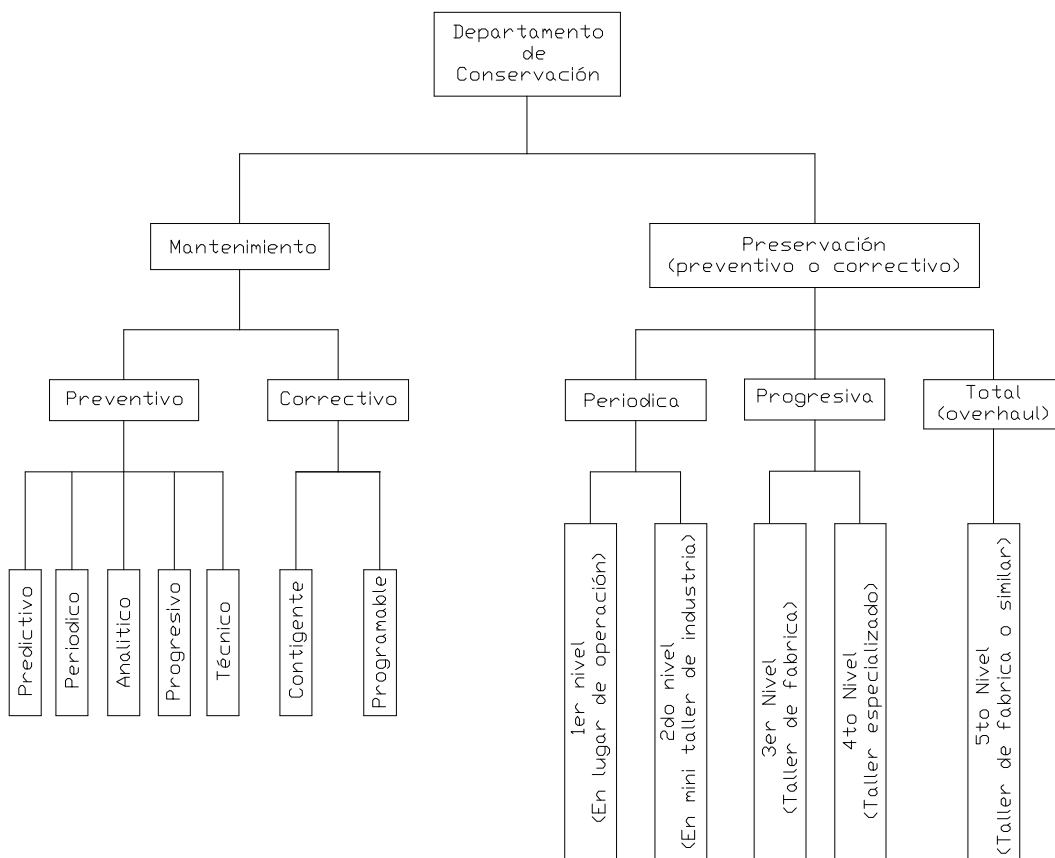 Departamento
de
Conservación
Mantenimiento
Preservación
(preventivo o correctivo)
Preventivo
Correctivo
Periodica
Progresiva
Total
(overhaul)
Predictivo
Periodico
Analitico
Progresivo
Técnico
Contigente
Programable
1er nivel
(En lugar de operación)
2do nivel
(En mini taller de industria)
3er Nivel
(Taller de fabrica)
4to Nivel
(Taller especializado)
5to Nivel
(Taller de fabrica o similar)